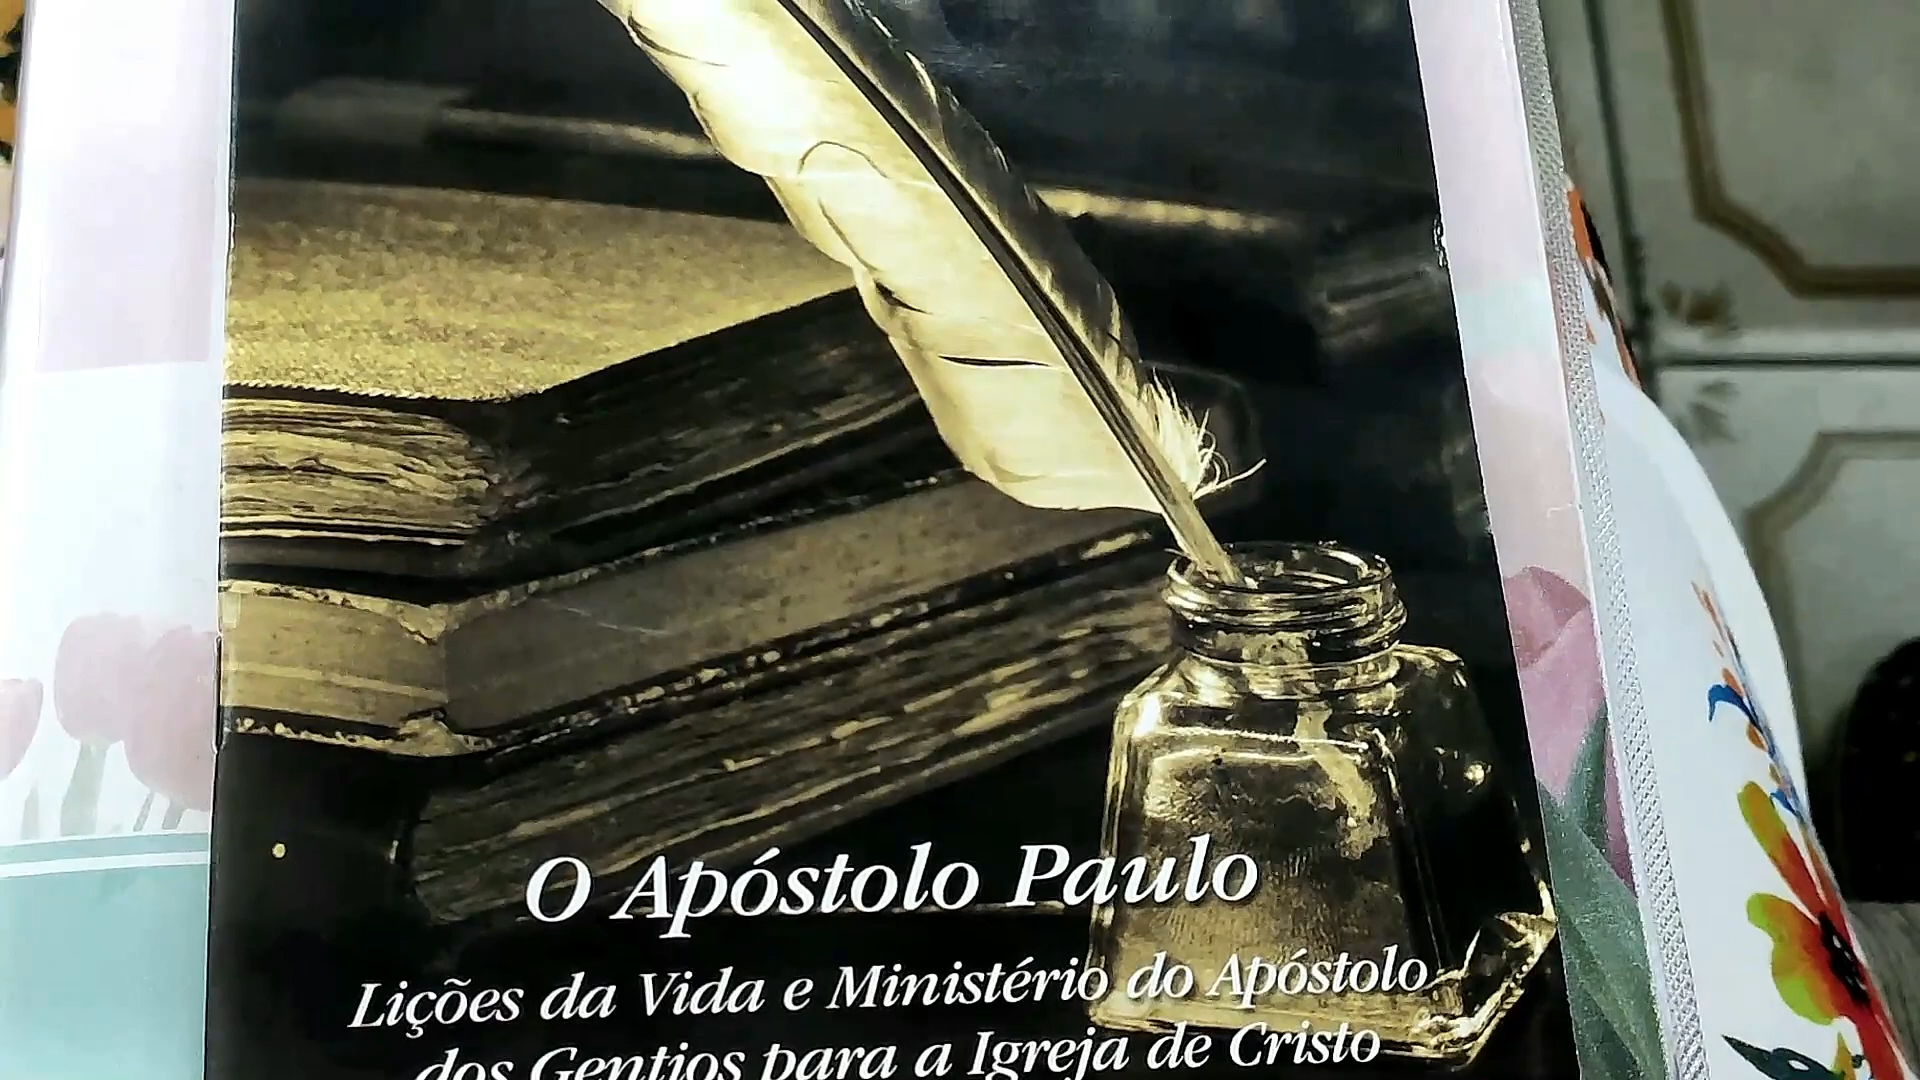 O Apóstolo Paulo
Lições da Vida e Ministério do Apóstolo
dos Gentios para a Igreja de Cristo